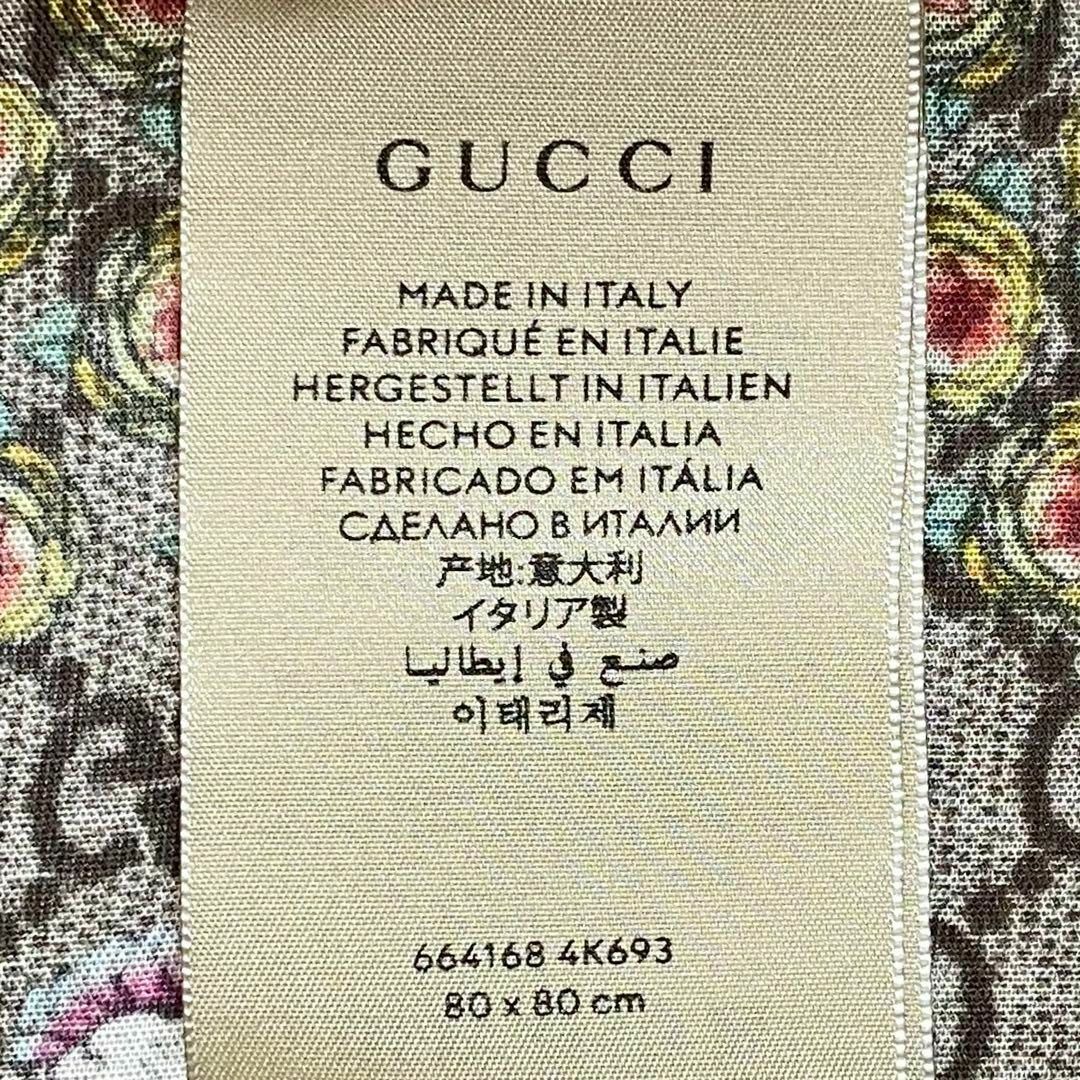 GUCCI
MADE IN ITALY
FABRIQUÉ EN ITALIE
HERGESTELLT IN ITALIEN
HECHO EN ITALIA
FABRICADO EM ITÁLIA
СДЕЛАНО В ИТАЛИИ
产地:意大利
イタリア製
صنع في إيطاليا
이태리제
664168 4K693
80 x 80 cm